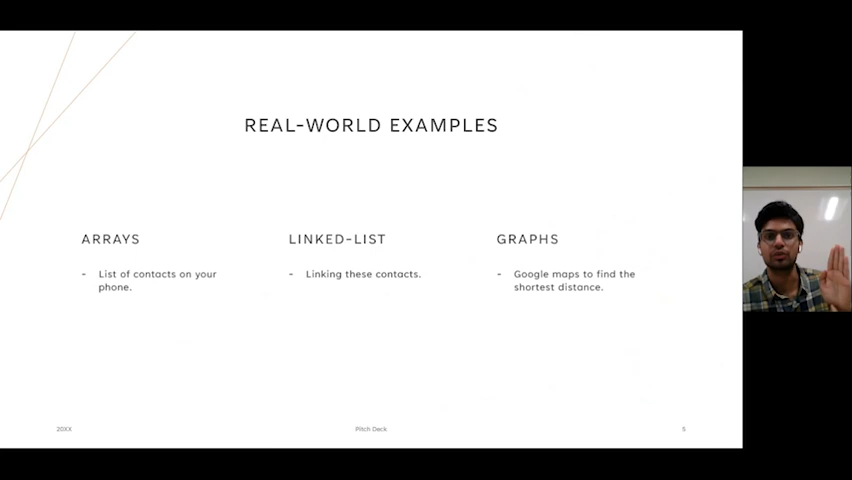 REAL-WORLD EXAMPLES
ARRAYS
- List of contacts on your
phone.
LINKED-LIST
- Linking these contacts.
GRAPHS
- Google maps to find the
shortest distance.
20XX
Pitch Deck
5